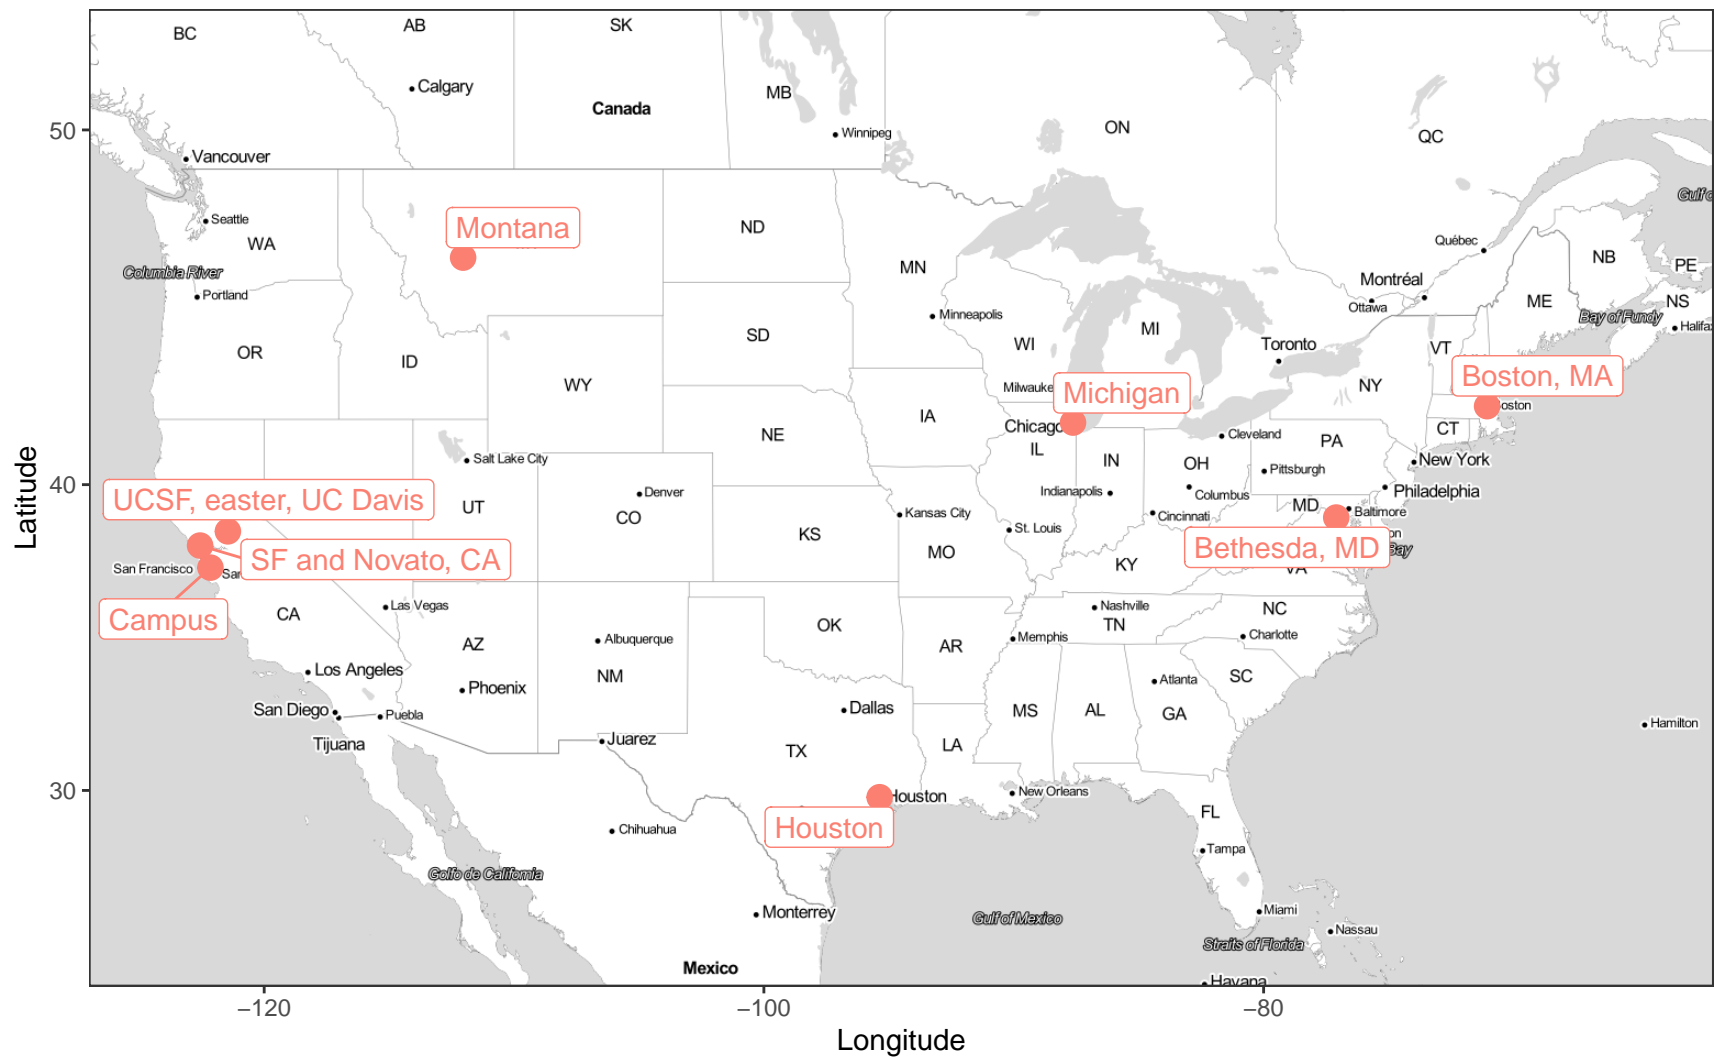 BC
AB
SK
MB
Calgary
Canada
Winnipeg
ON
QC
50
Vancouver
Seattle
WA
Montana
ND
MN
Québec
NB
PE
Columbia River
Portland
Montréal
Ottawa
ME
NS
Bay of Fundy
Halifax
Minneapolis
SD
WI
MI
Toronto
VT
OR
ID
WY
Milwauke
Michigan
NY
Boston, MA
oston
IA
Chicago
NE
IL
Cleveland
PA
CT
Salt Lake City
IN
OH
Pittsburgh
New York
40
Latitude
UCSF, easter, UC Davis
UT
Denver
CO
Indianapolis
Columbus
Philadelphia
Kansas City
St. Louis
Cincinnati
MD
Baltimore
KS
MO
Bethesda, MD
on
Bay
SF and Novato, CA
San Francisco
San
KY
VA
Campus
CA
Las Vegas
Nashville
NC
OK
TN
Albuquerque
Memphis
Charlotte
AZ
AR
Los Angeles
NM
SC
Phoenix
Atlanta
San Diego
Puebla
Dallas
MS
AL
GA
Hamilton
Tijuana
Juarez
TX
LA
30
Houston
New Orleans
Houston
FL
Chihuahua
Tampa
Golfo de California
Monterrey
Gulf of Mexico
Miami
Nassau
Straits of Florida
Mexico
Havana
−120
−100
−80
Longitude